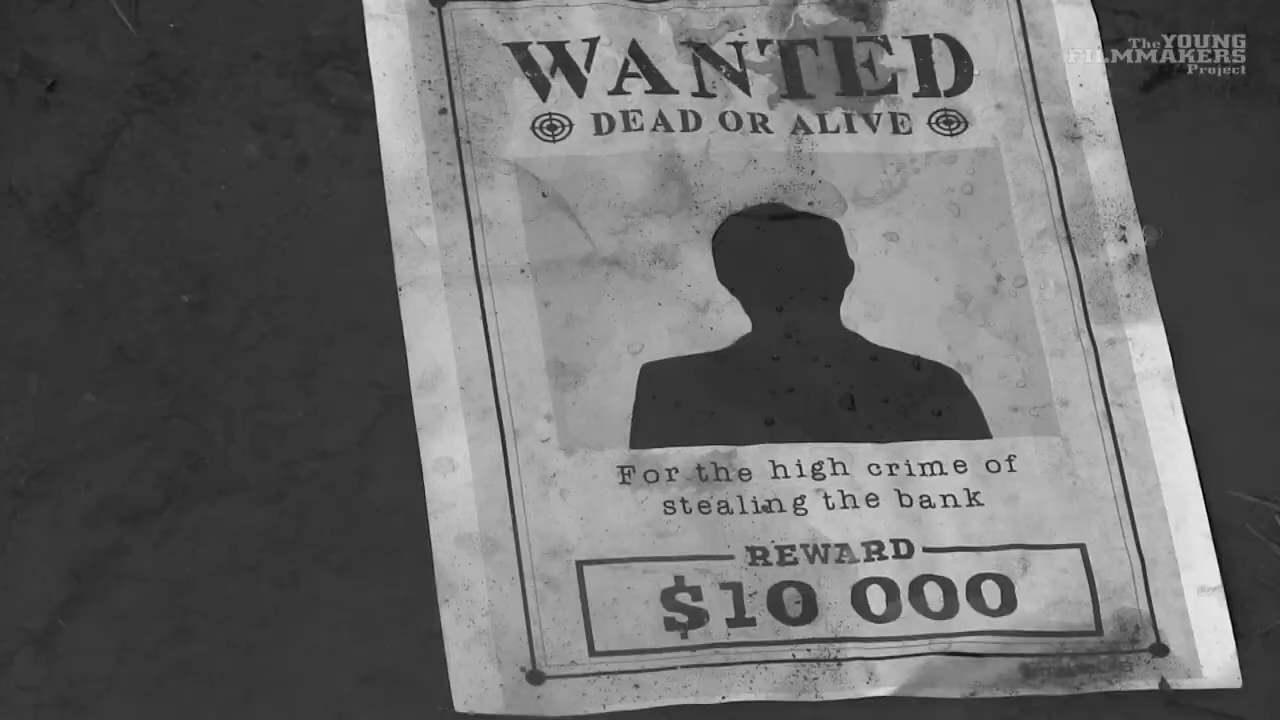 The YOUNG
FILMMAKERS
Project
WANTED
DEAD OR ALIVE
For the high crime of
stealing the bank
REWARD
$10 000